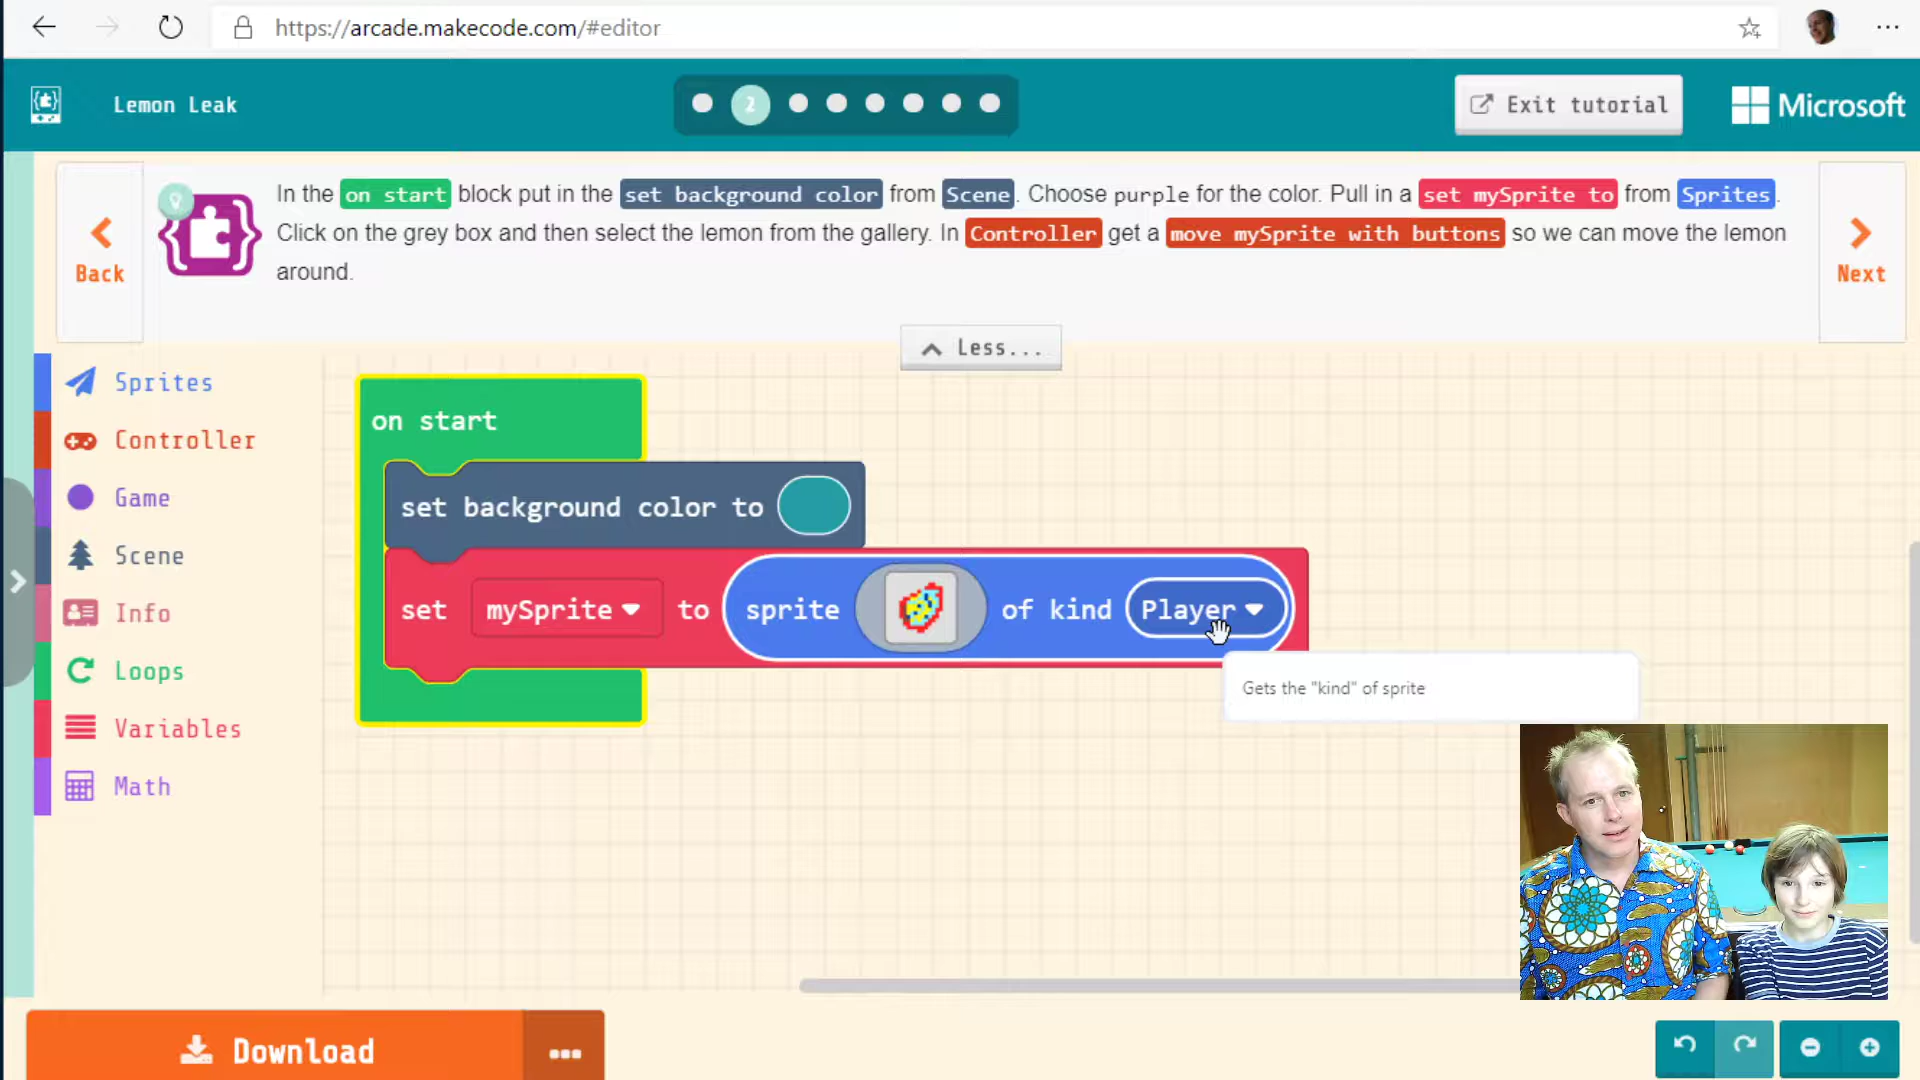 https://arcade.makecode.com/#editor
Lemon Leak
2
Exit tutorial
Microsoft
Back
In the on start block put in the set background color from Scene. Choose purple for the color. Pull in a set mySprite to from Sprites.
Click on the grey box and then select the lemon from the gallery. In Controller get a move mySprite with buttons so we can move the lemon
around.
Next
Less...
Sprites
Controller
Game
Scene
Info
Loops
Variables
Math
on start
set background color to
set mySprite to sprite of kind Player
Gets the "kind" of sprite
Download